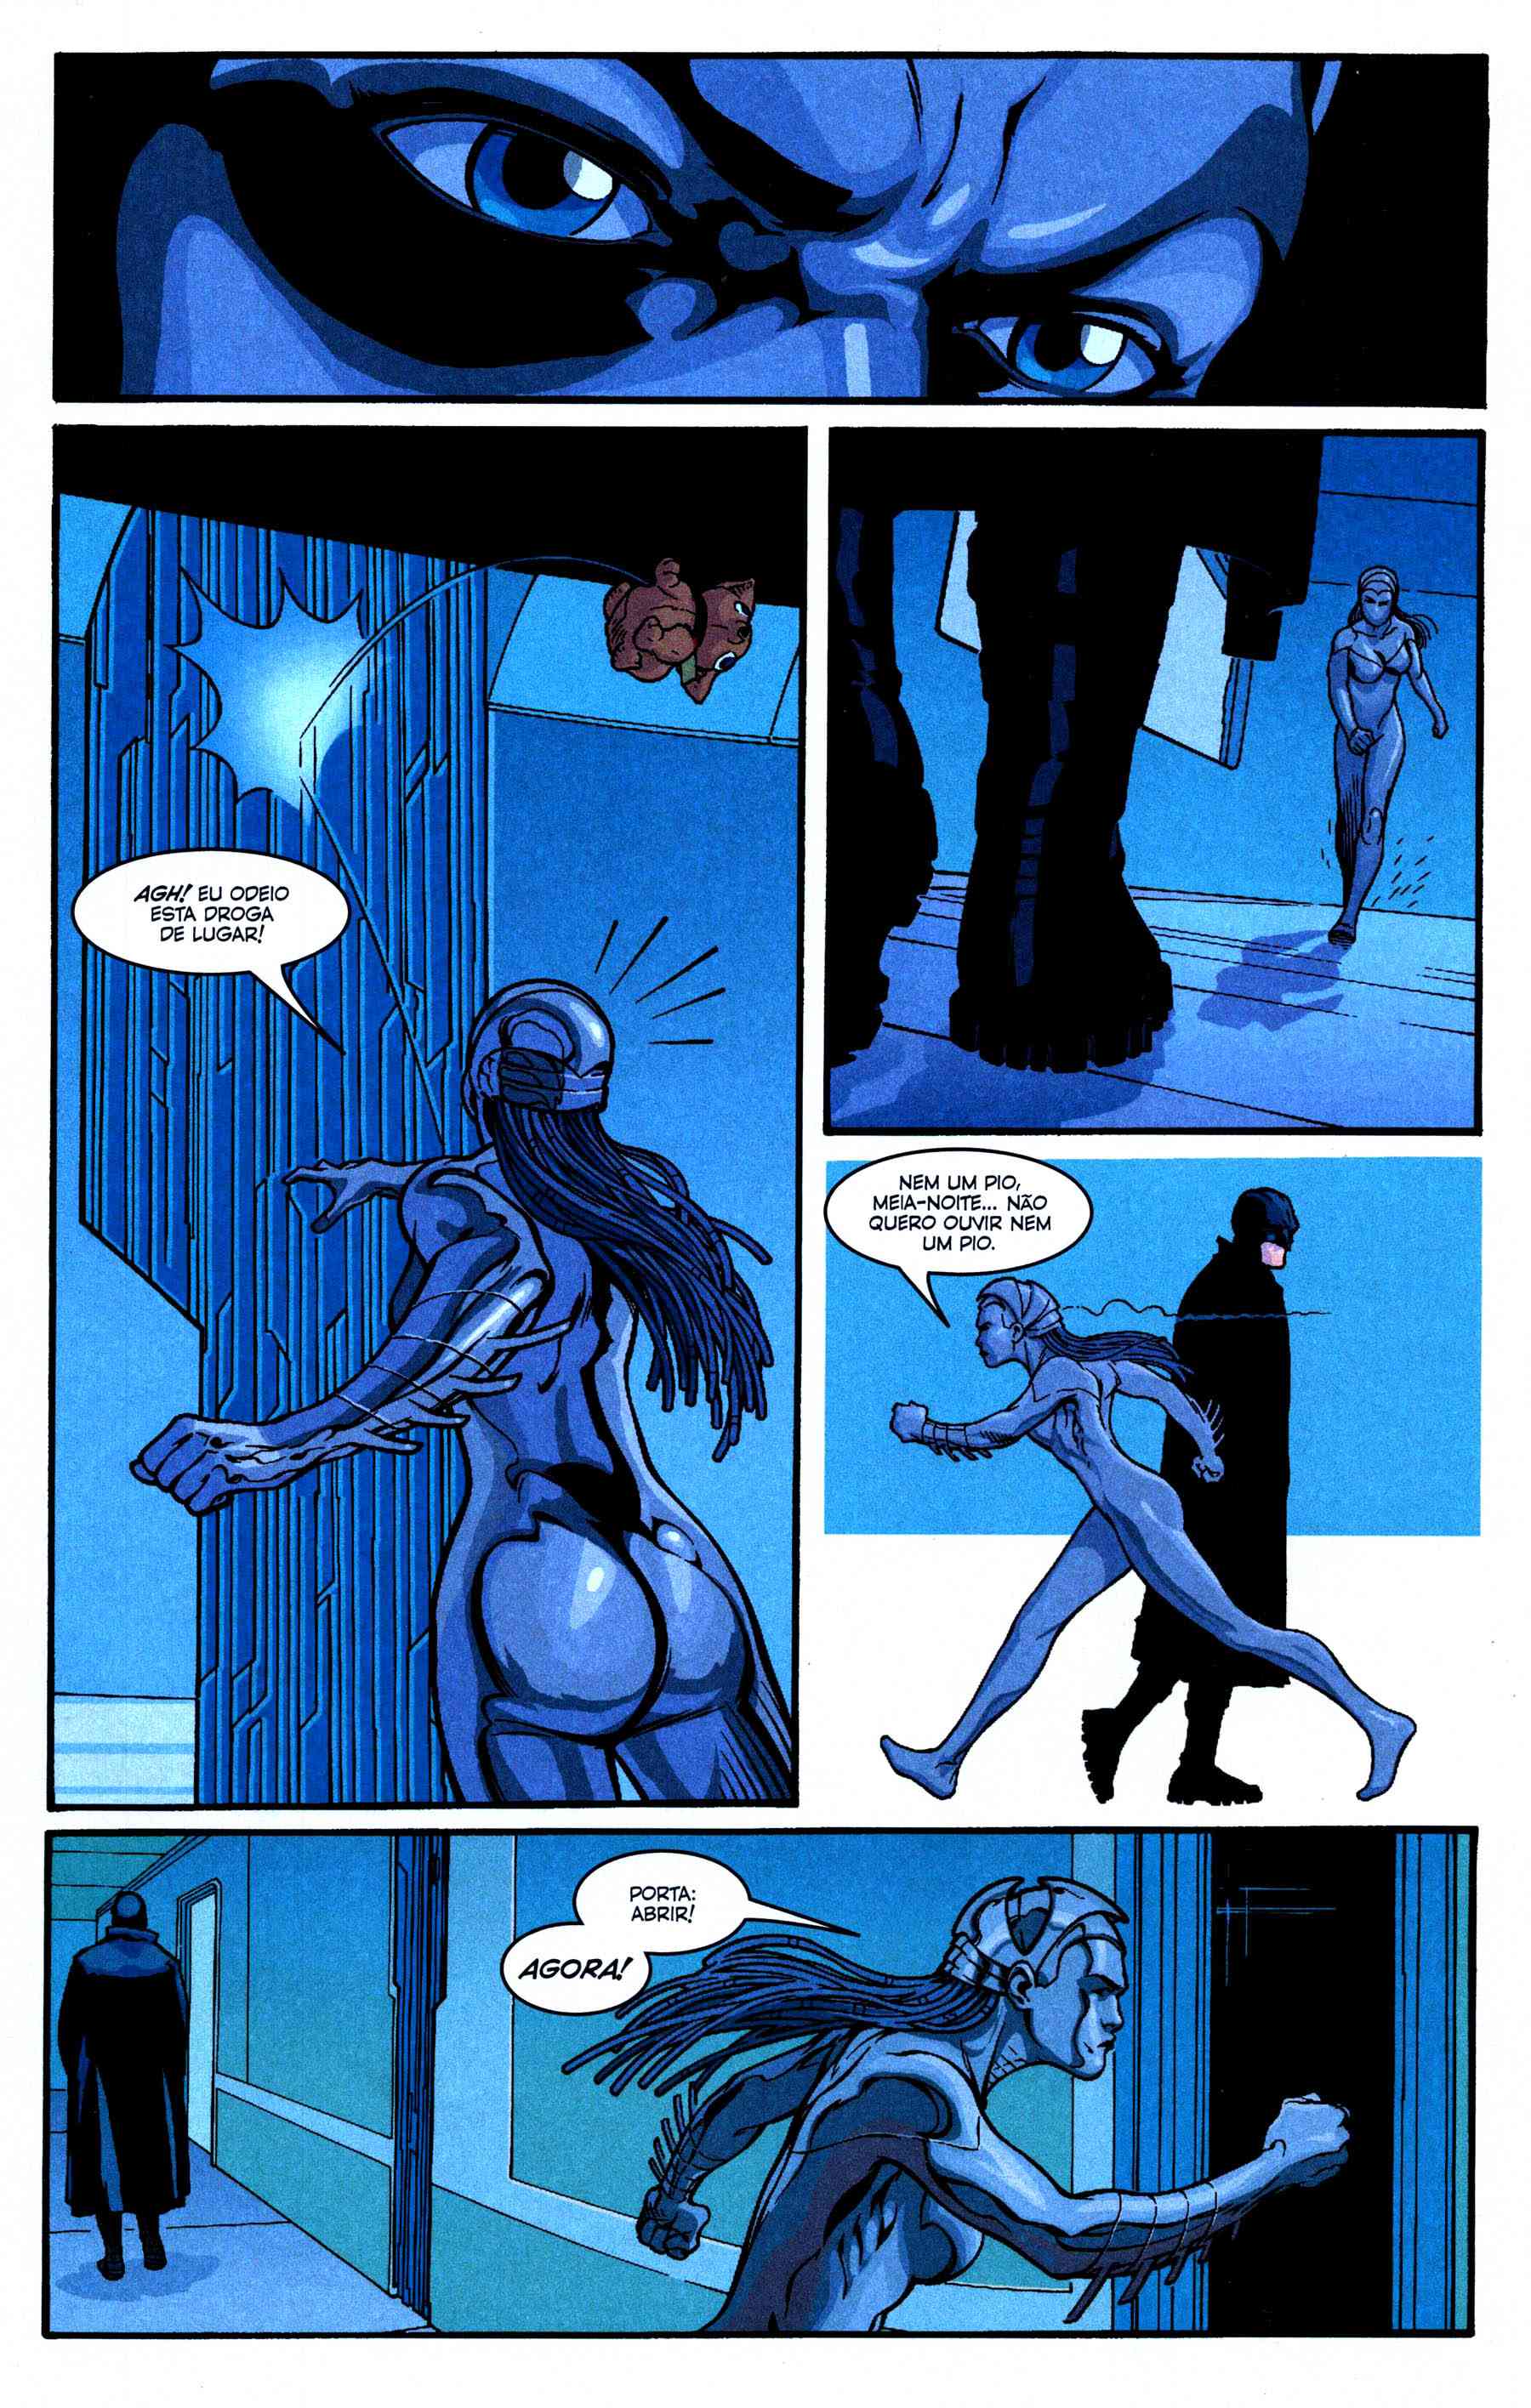 AGH! EU ODEIO
ESTA DROGA
DE LUGAR!
NEM UM PIO,
MEIA-NOITE... NÃO
QUERO OUVIR NEM
UM PIO.
PORTA:
ABRIR!
AGORA!